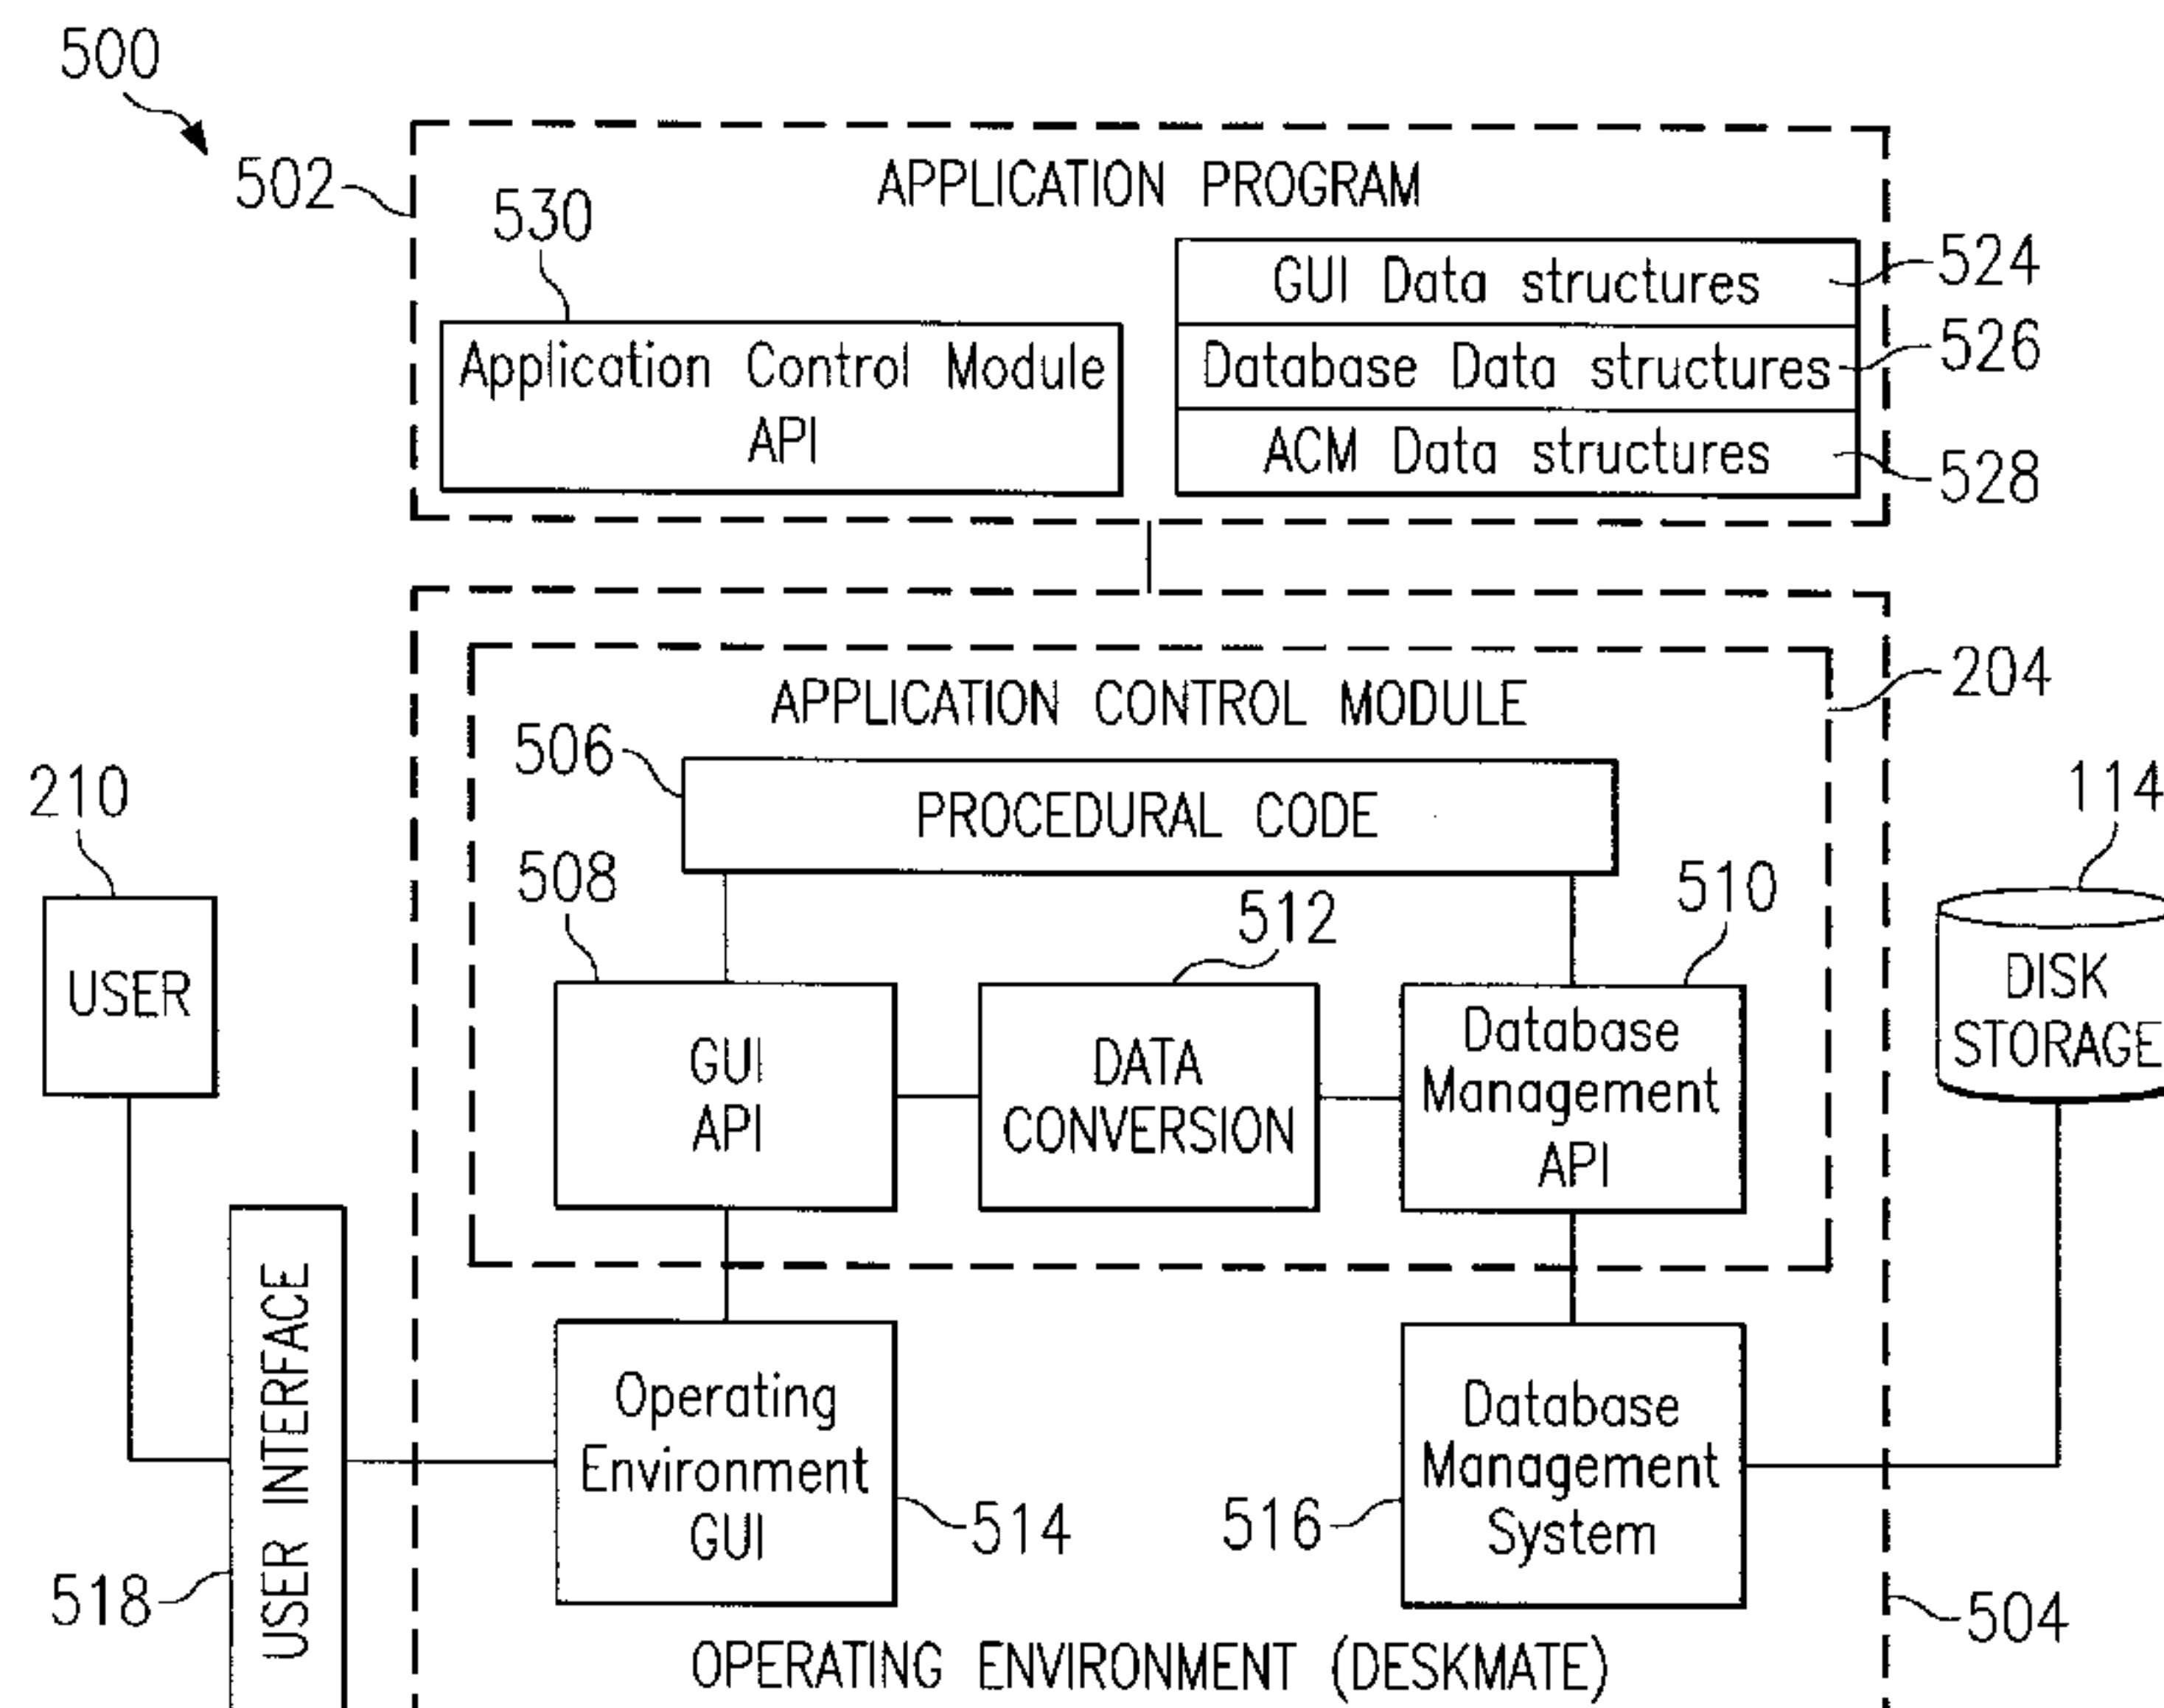 500
502
APPLICATION PROGRAM
530
Application Control Module
API
GUI Data structures
524
Database Data structures
526
ACM Data structures
528
204
APPLICATION CONTROL MODULE
506
PROCEDURAL CODE
210
USER
508
GUI
API
512
DATA
CONVERSION
510
Database
Management
API
114
DISK
STORAGE
518
USER INTERFACE
Operating
Environment
GUI
514
516
Database
Management
System
504
OPERATING ENVIRONMENT (DESKMATE)